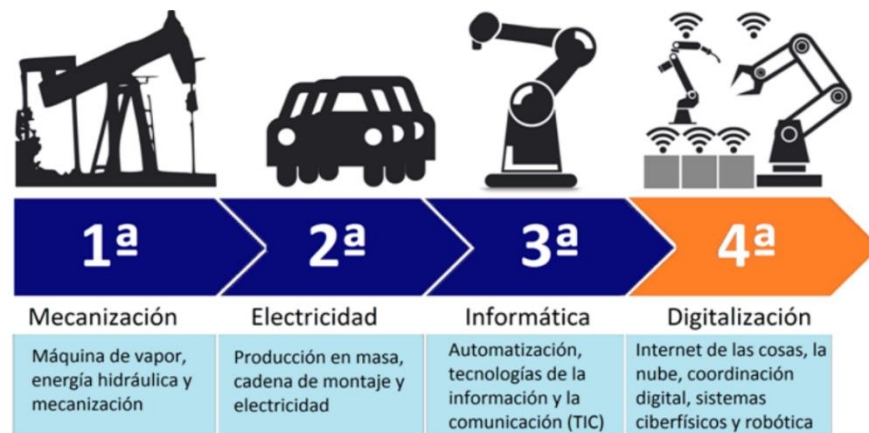 1ª
2ª
3ª
4ª
Mecanización
Electricidad
Informática
Digitalización
Máquina de vapor,
energía hidráulica y
mecanización
Producción en masa,
cadena de montaje y
electricidad
Automatización,
tecnologías de la
información y la
comunicación (TIC)
Internet de las cosas, la
nube, coordinación
digital, sistemas
ciberfísicos y robótica